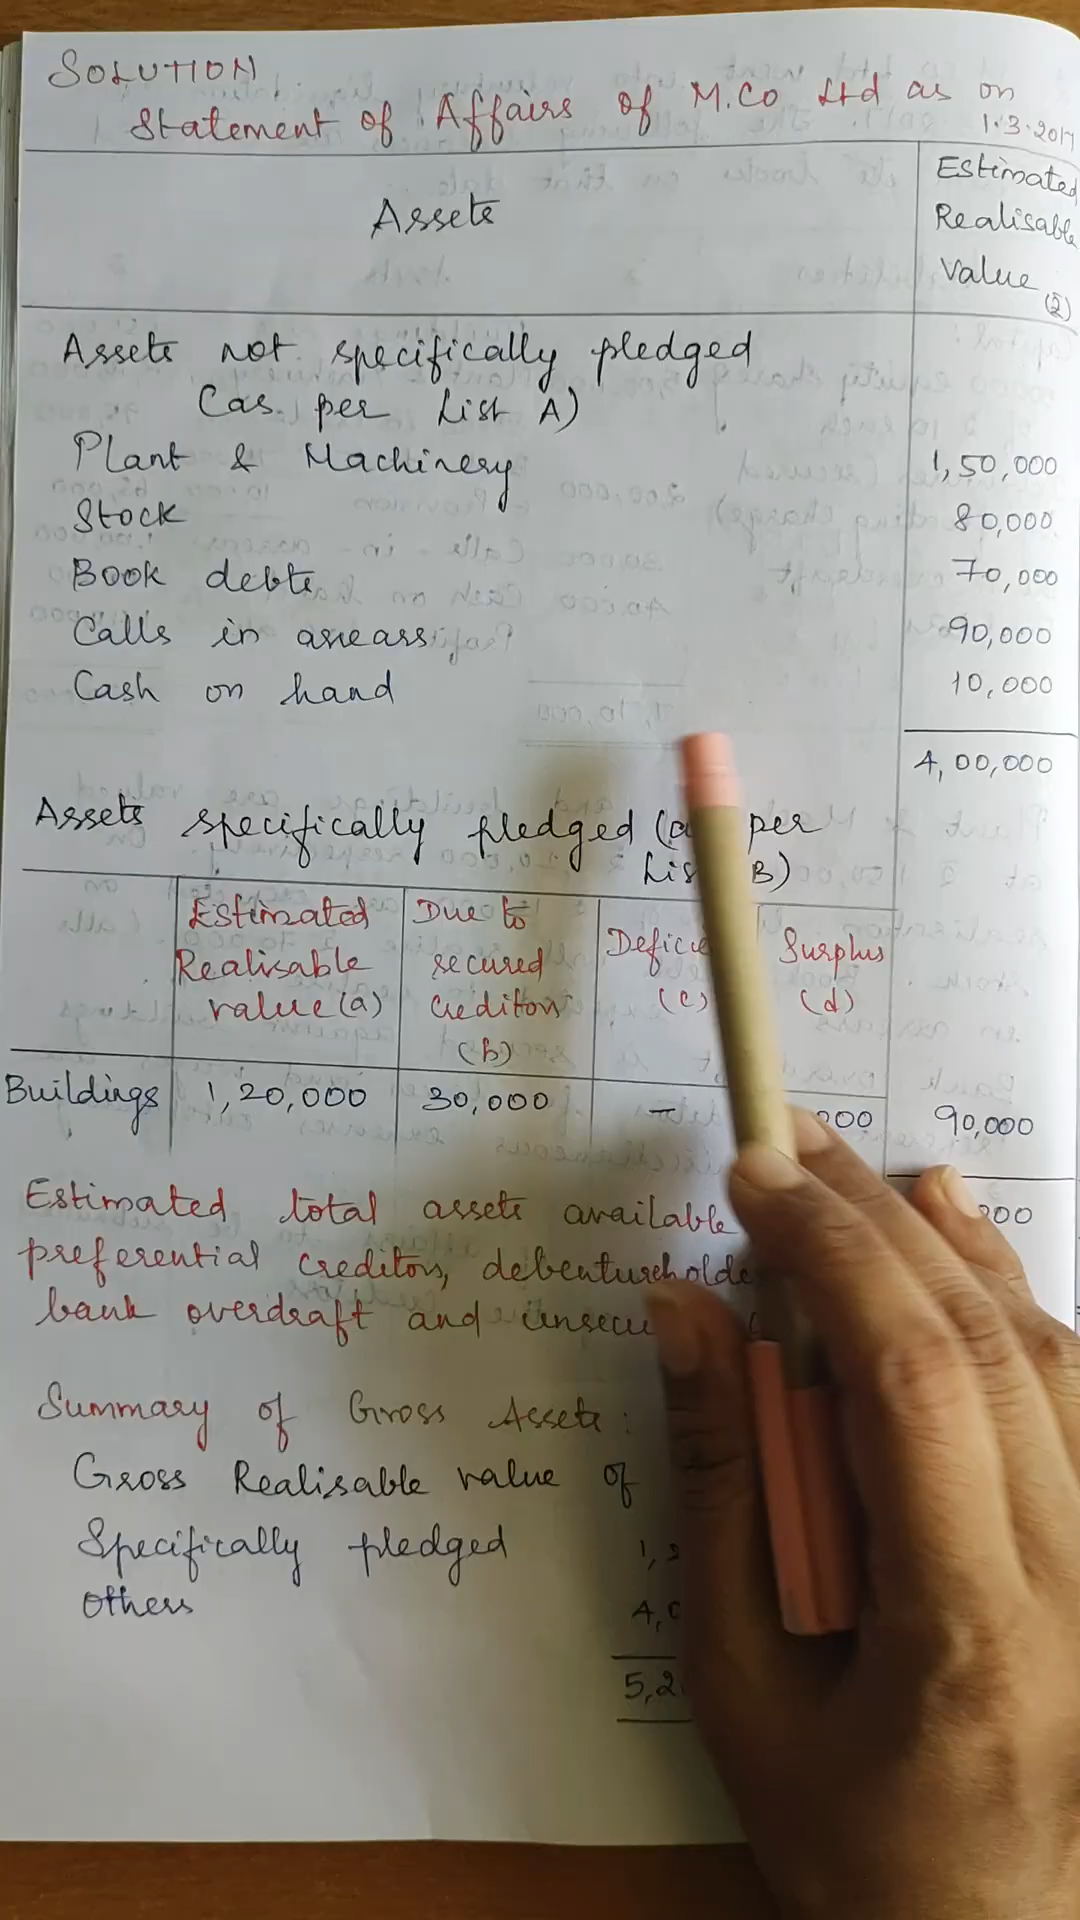 SOLUTION
Statement of Affairs of M.Co Ltd as on
1.3.2017
Assets
Estimated
Realisable
Value
(₹)
Assets not specifically pledged
(as per List A)
Plant & Machinery 1,50,000
Stock 80,000
Book debts 70,000
Calls in arrears 90,000
Cash on hand 10,000
4,00,000
Assets specifically pledged per
B)
Estimated Realisable value (a)
Due to secured Creditors (b)
(c)
Surplus (d)
Buildings 1,20,000 30,000 - 90,000
Estimated total assets available
preferential creditors,
bank overdraft and
Summary of Gross Assets:
Gross Realisable value of
Specifically pledged
Others